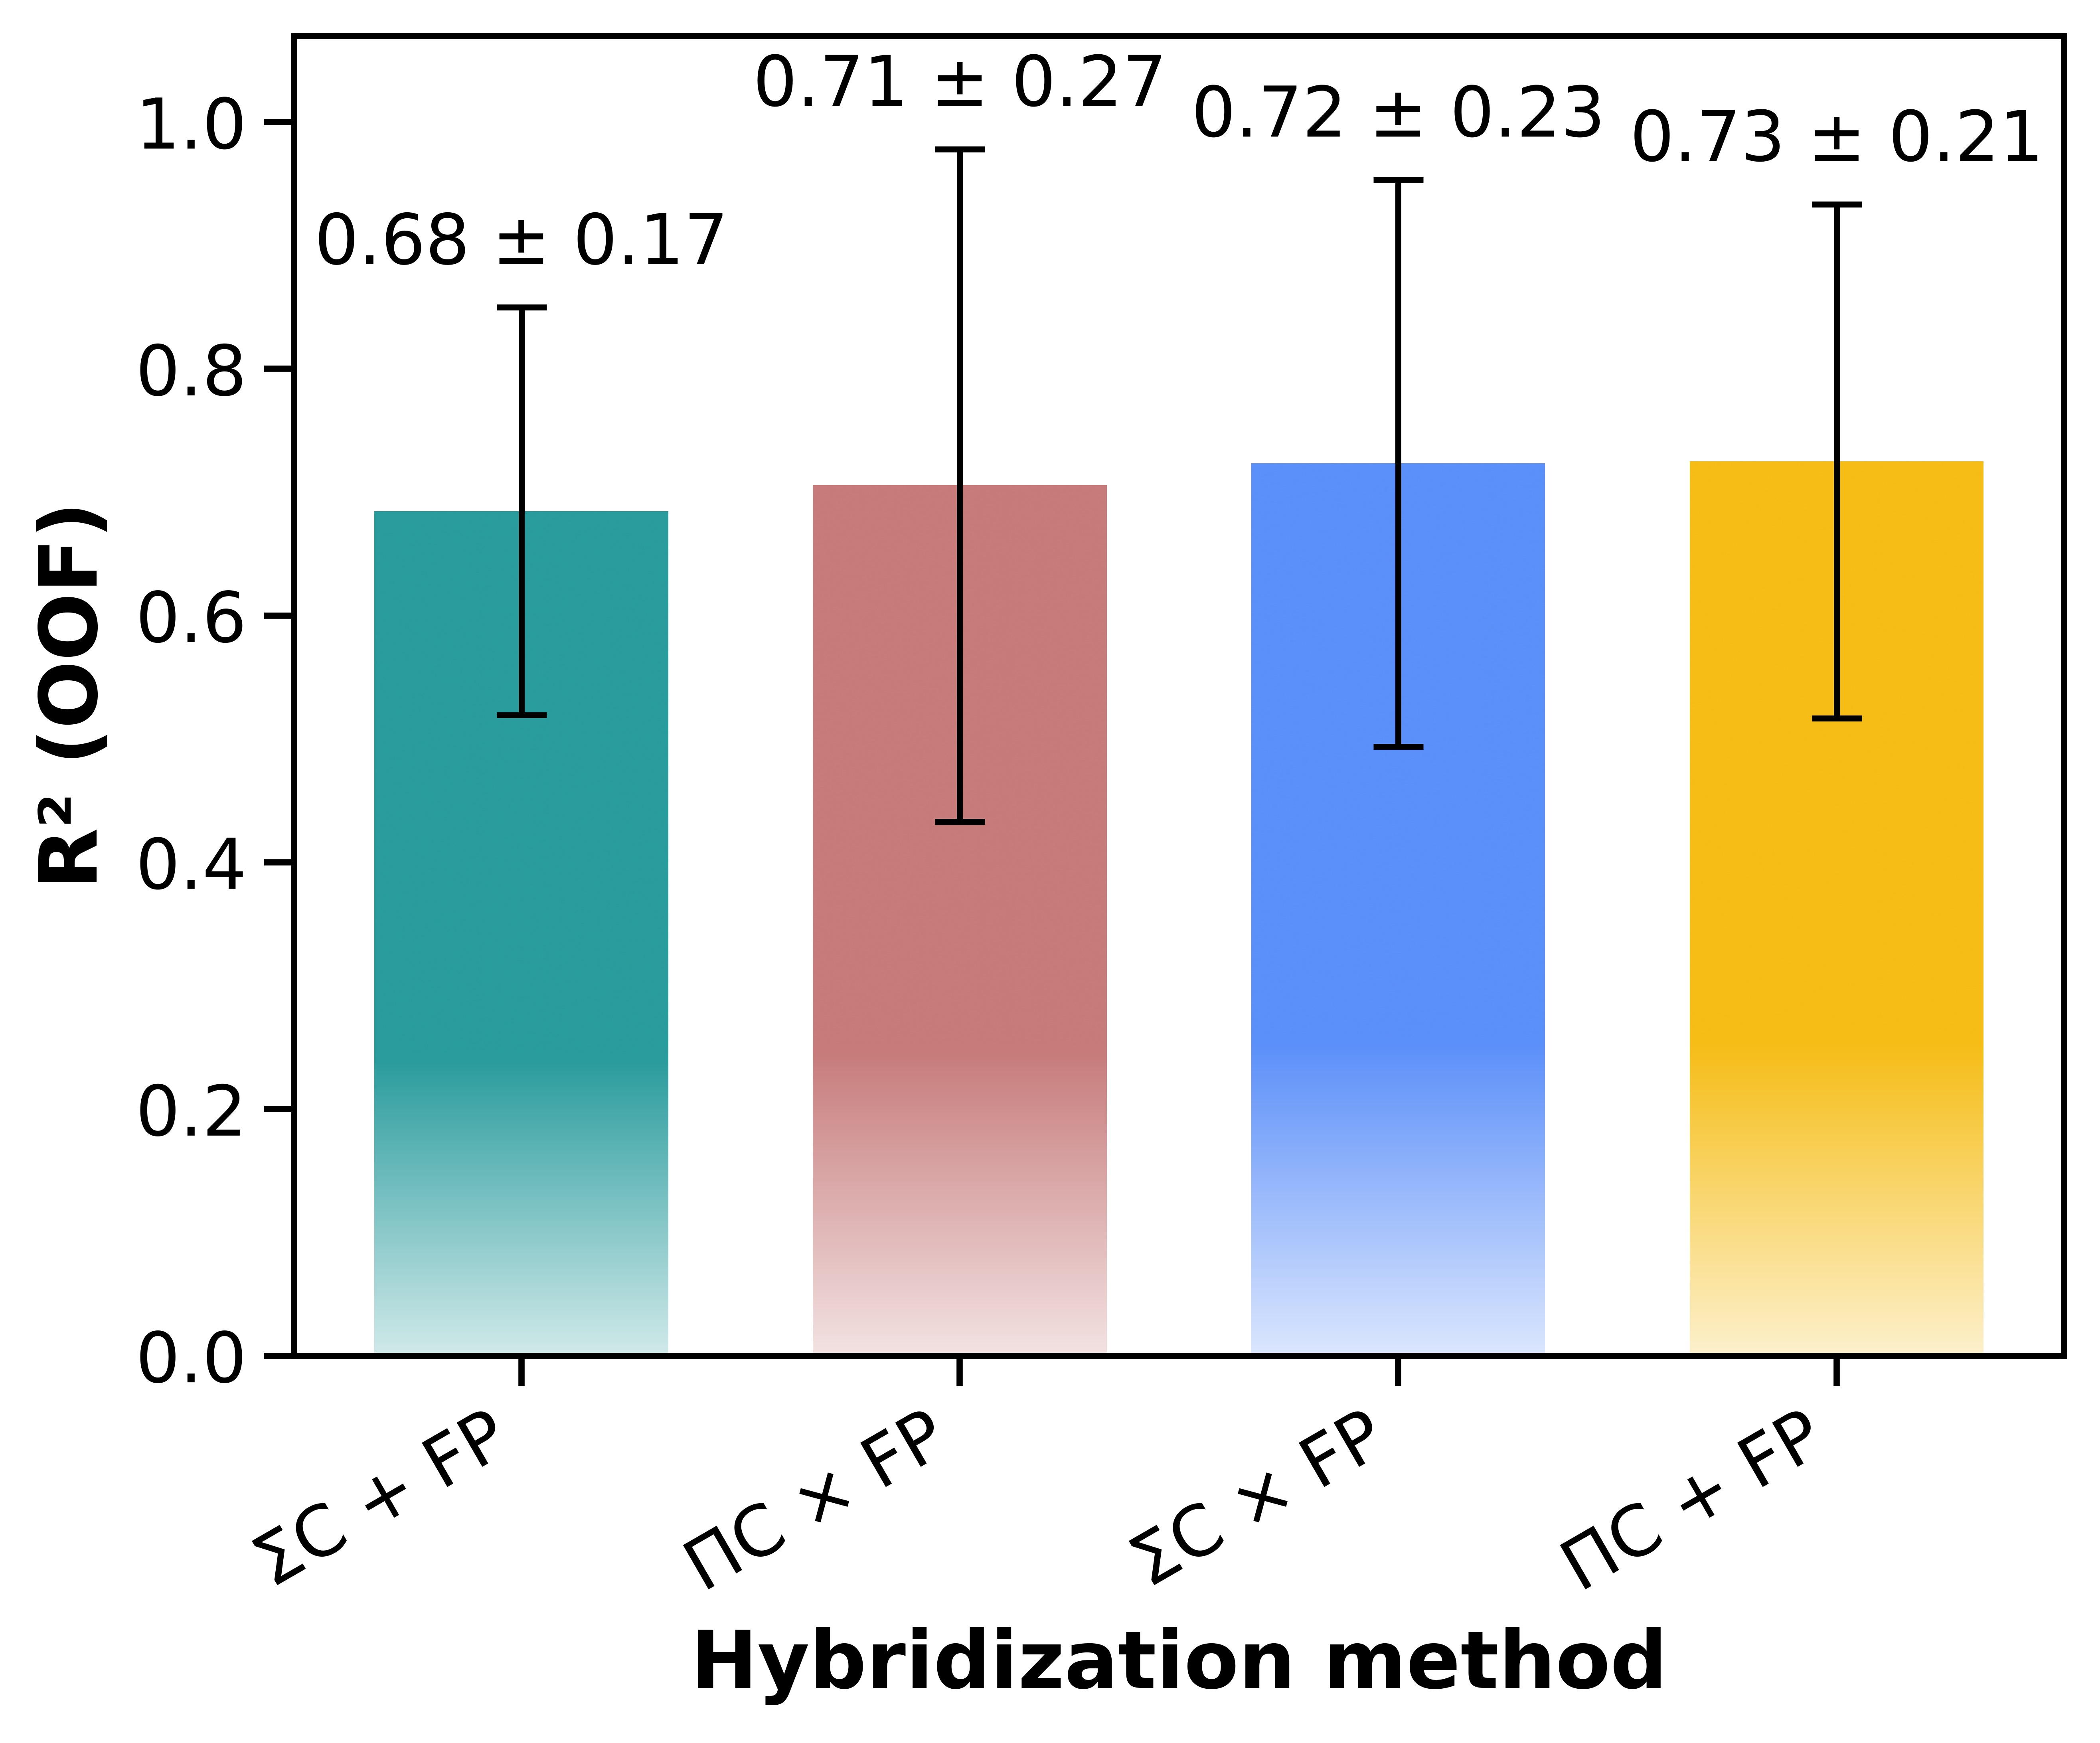 0.71 ± 0.27
0.72 ± 0.23
0.73 ± 0.21
0.68 ± 0.17
1.0
0.8
0.6
0.4
0.2
0.0
R² (OOF)
ΣC + FP
ΠC × FP
ΣC × FP
ΠC + FP
Hybridization method